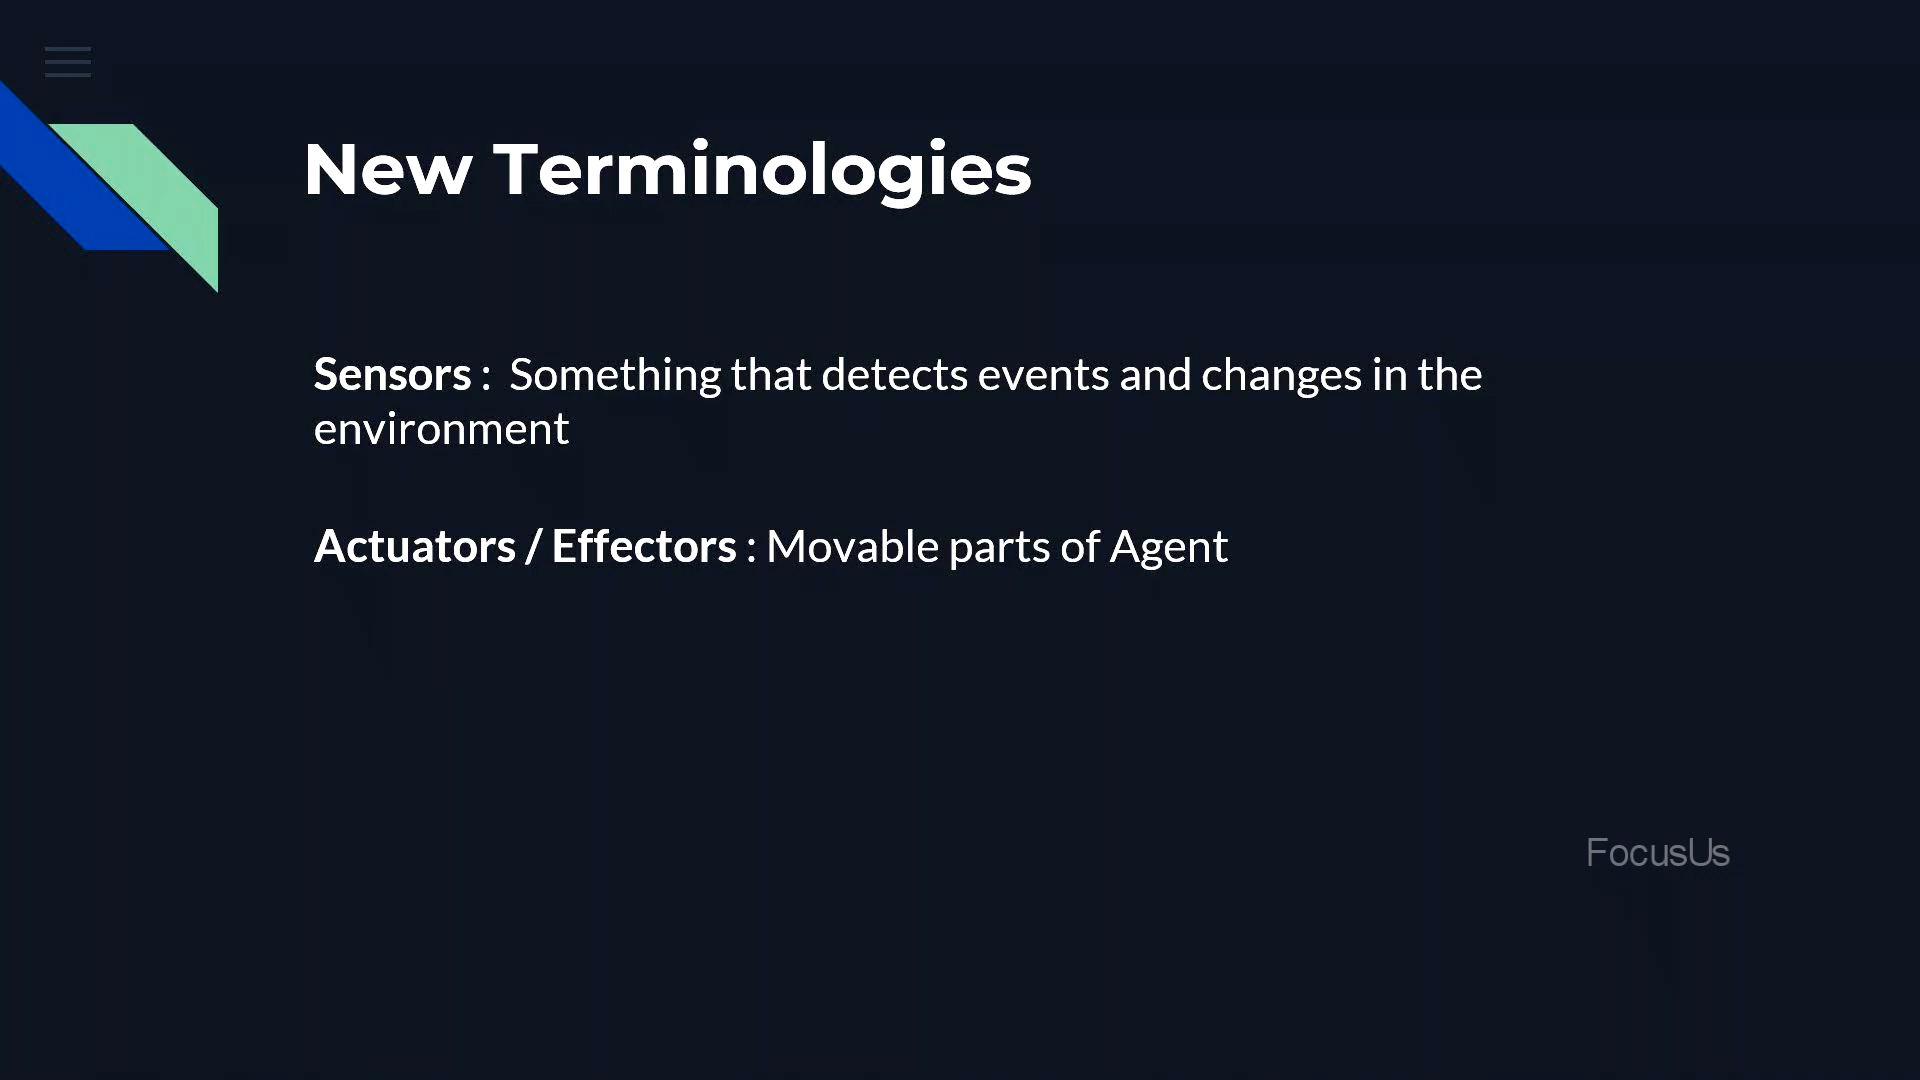 New Terminologies
Sensors : Something that detects events and changes in the
environment
Actuators / Effectors : Movable parts of Agent
FocusUs